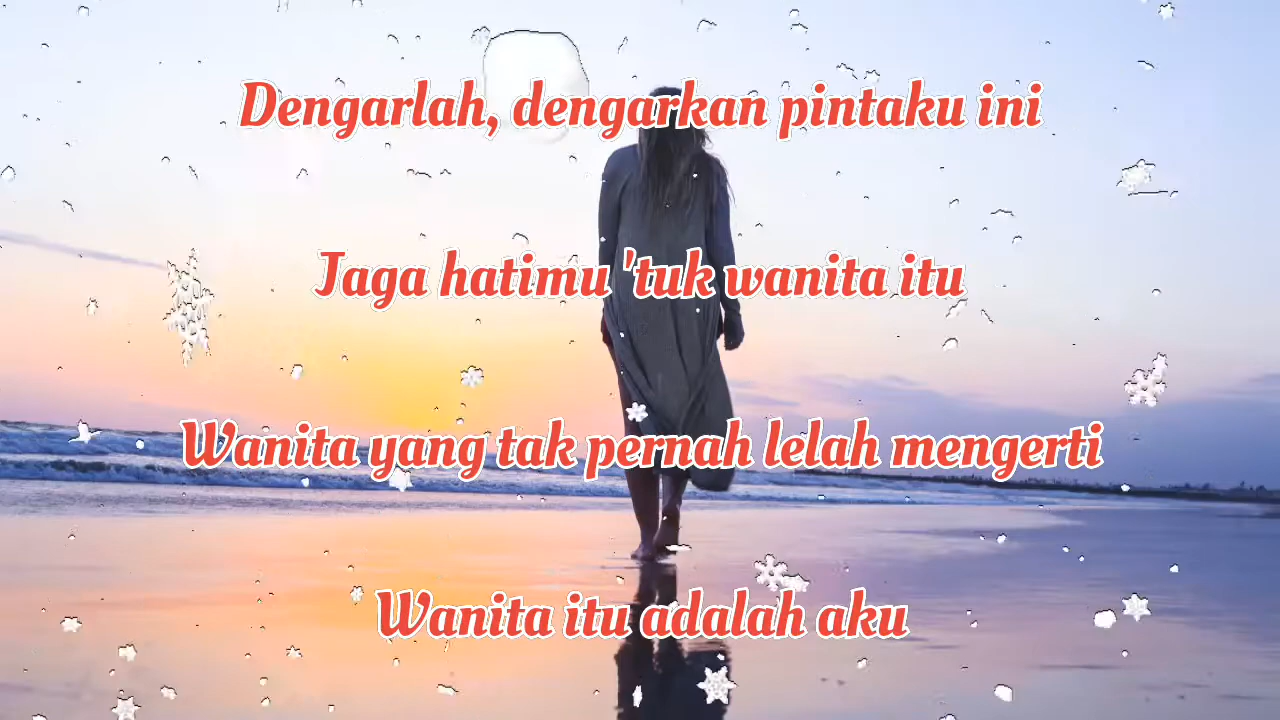 Dengarlah, dengarkan pintaku ini
Jaga hatimu 'tuk wanita itu
Wanita yang tak pernah lelah mengerti
Wanita itu adalah aku